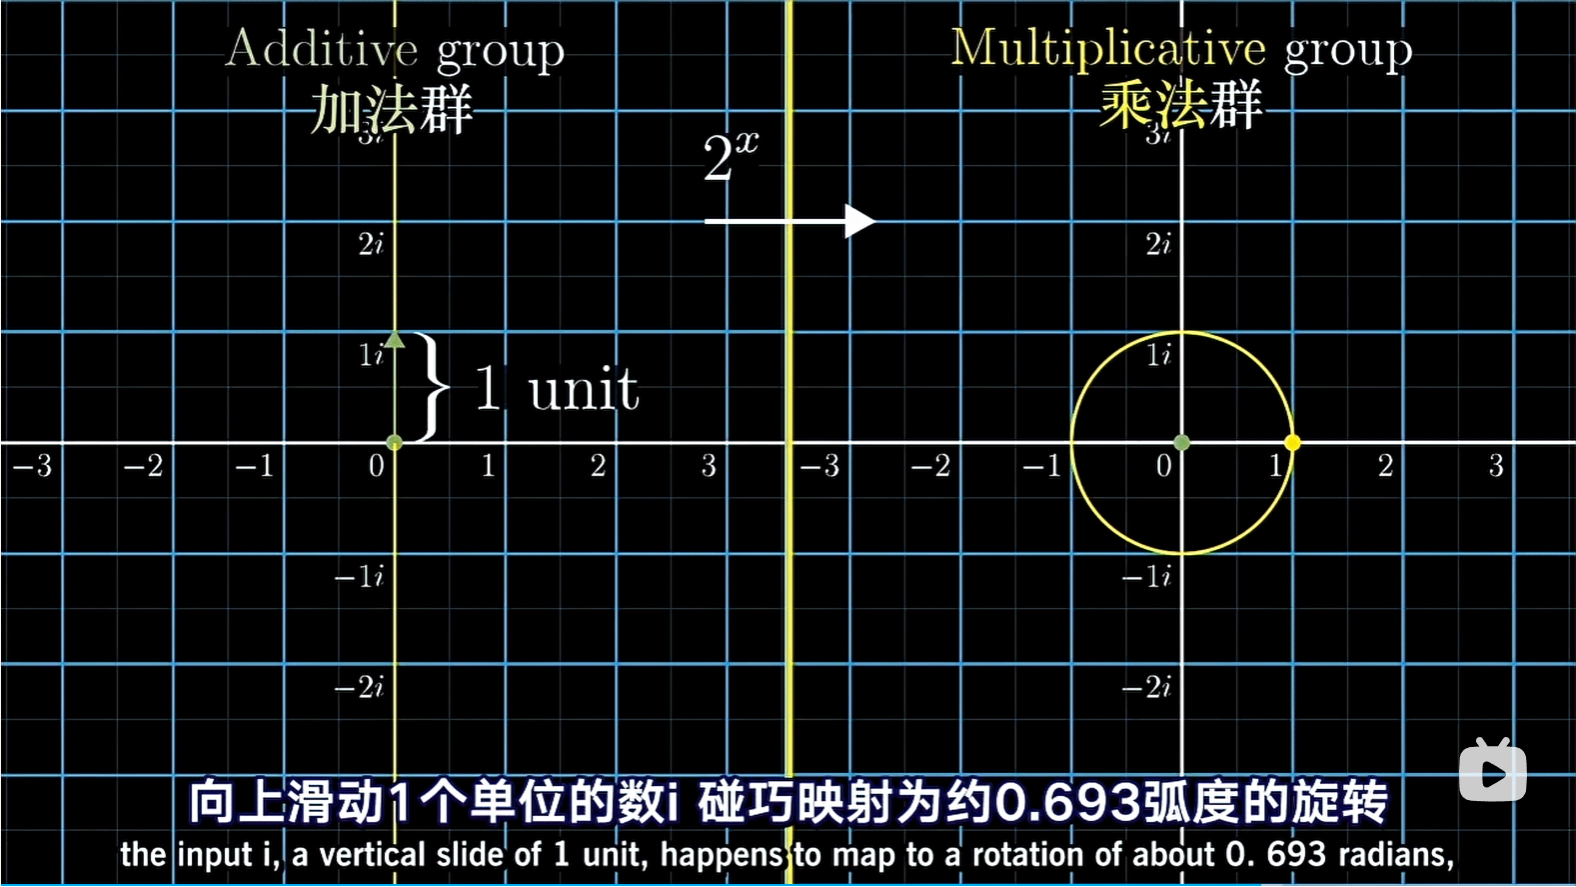 Additive group
加法群
Multiplicative group
乘法群
2^x
3i
2i
1i
1 unit
−3 −2 −1 0 1 2 3
−1i
−2i
3i
2i
1i
−3 −2 −1 0 1 2 3
−1i
−2i
向上滑动1个单位的数i 碰巧映射为约0.693弧度的旋转
the input i, a vertical slide of 1 unit, happens to map to a rotation of about 0. 693 radians,